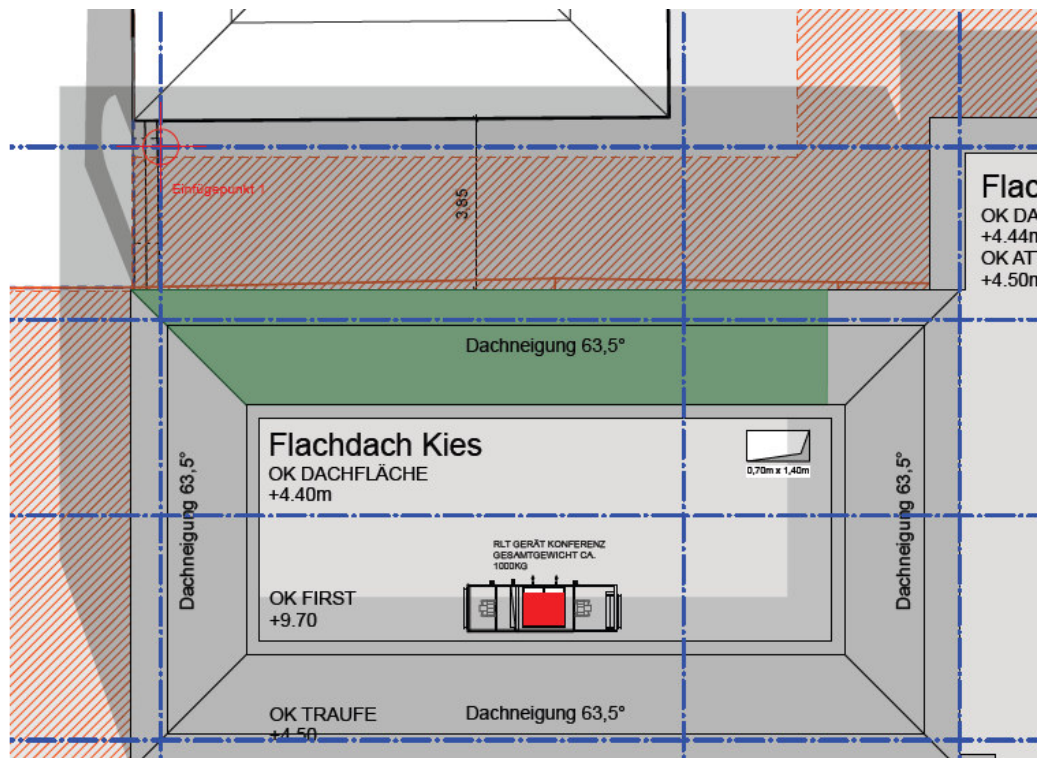 Einfügepunkt 1
3.85
Flac
OK DA
+4.44m
OK AT
+4.50m
Dachneigung 63,5°
Flachdach Kies
OK DACHFLÄCHE
+4.40m
0,70m x 1,40m
Dachneigung 63,5°
Dachneigung 63,5°
RLT GERÄT KONFERENZ
GESAMTGEWICHT CA.
1000KG
OK FIRST
+9.70
OK TRAUFE
+4.50
Dachneigung 63,5°